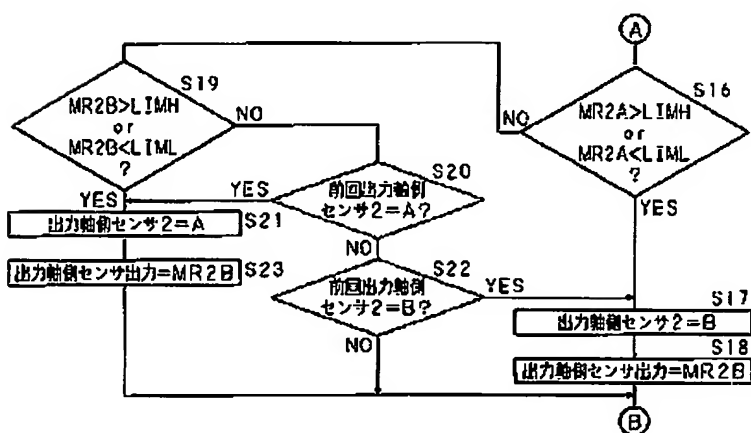 A
S19
MR2B>LIMH
or
MR2B<LIML
?
NO
YES
S16
MR2A>LIMH
or
MR2A<LIML
?
NO
YES
S20
前回出力軸側
センサ2=A?
YES
NO
出力軸側センサ2=A
S21
出力軸側センサ出力=MR2B
S23
S22
前回出力軸側
センサ2=B?
YES
NO
S17
出力軸側センサ2=B
S18
出力軸側センサ出力=MR2B
B